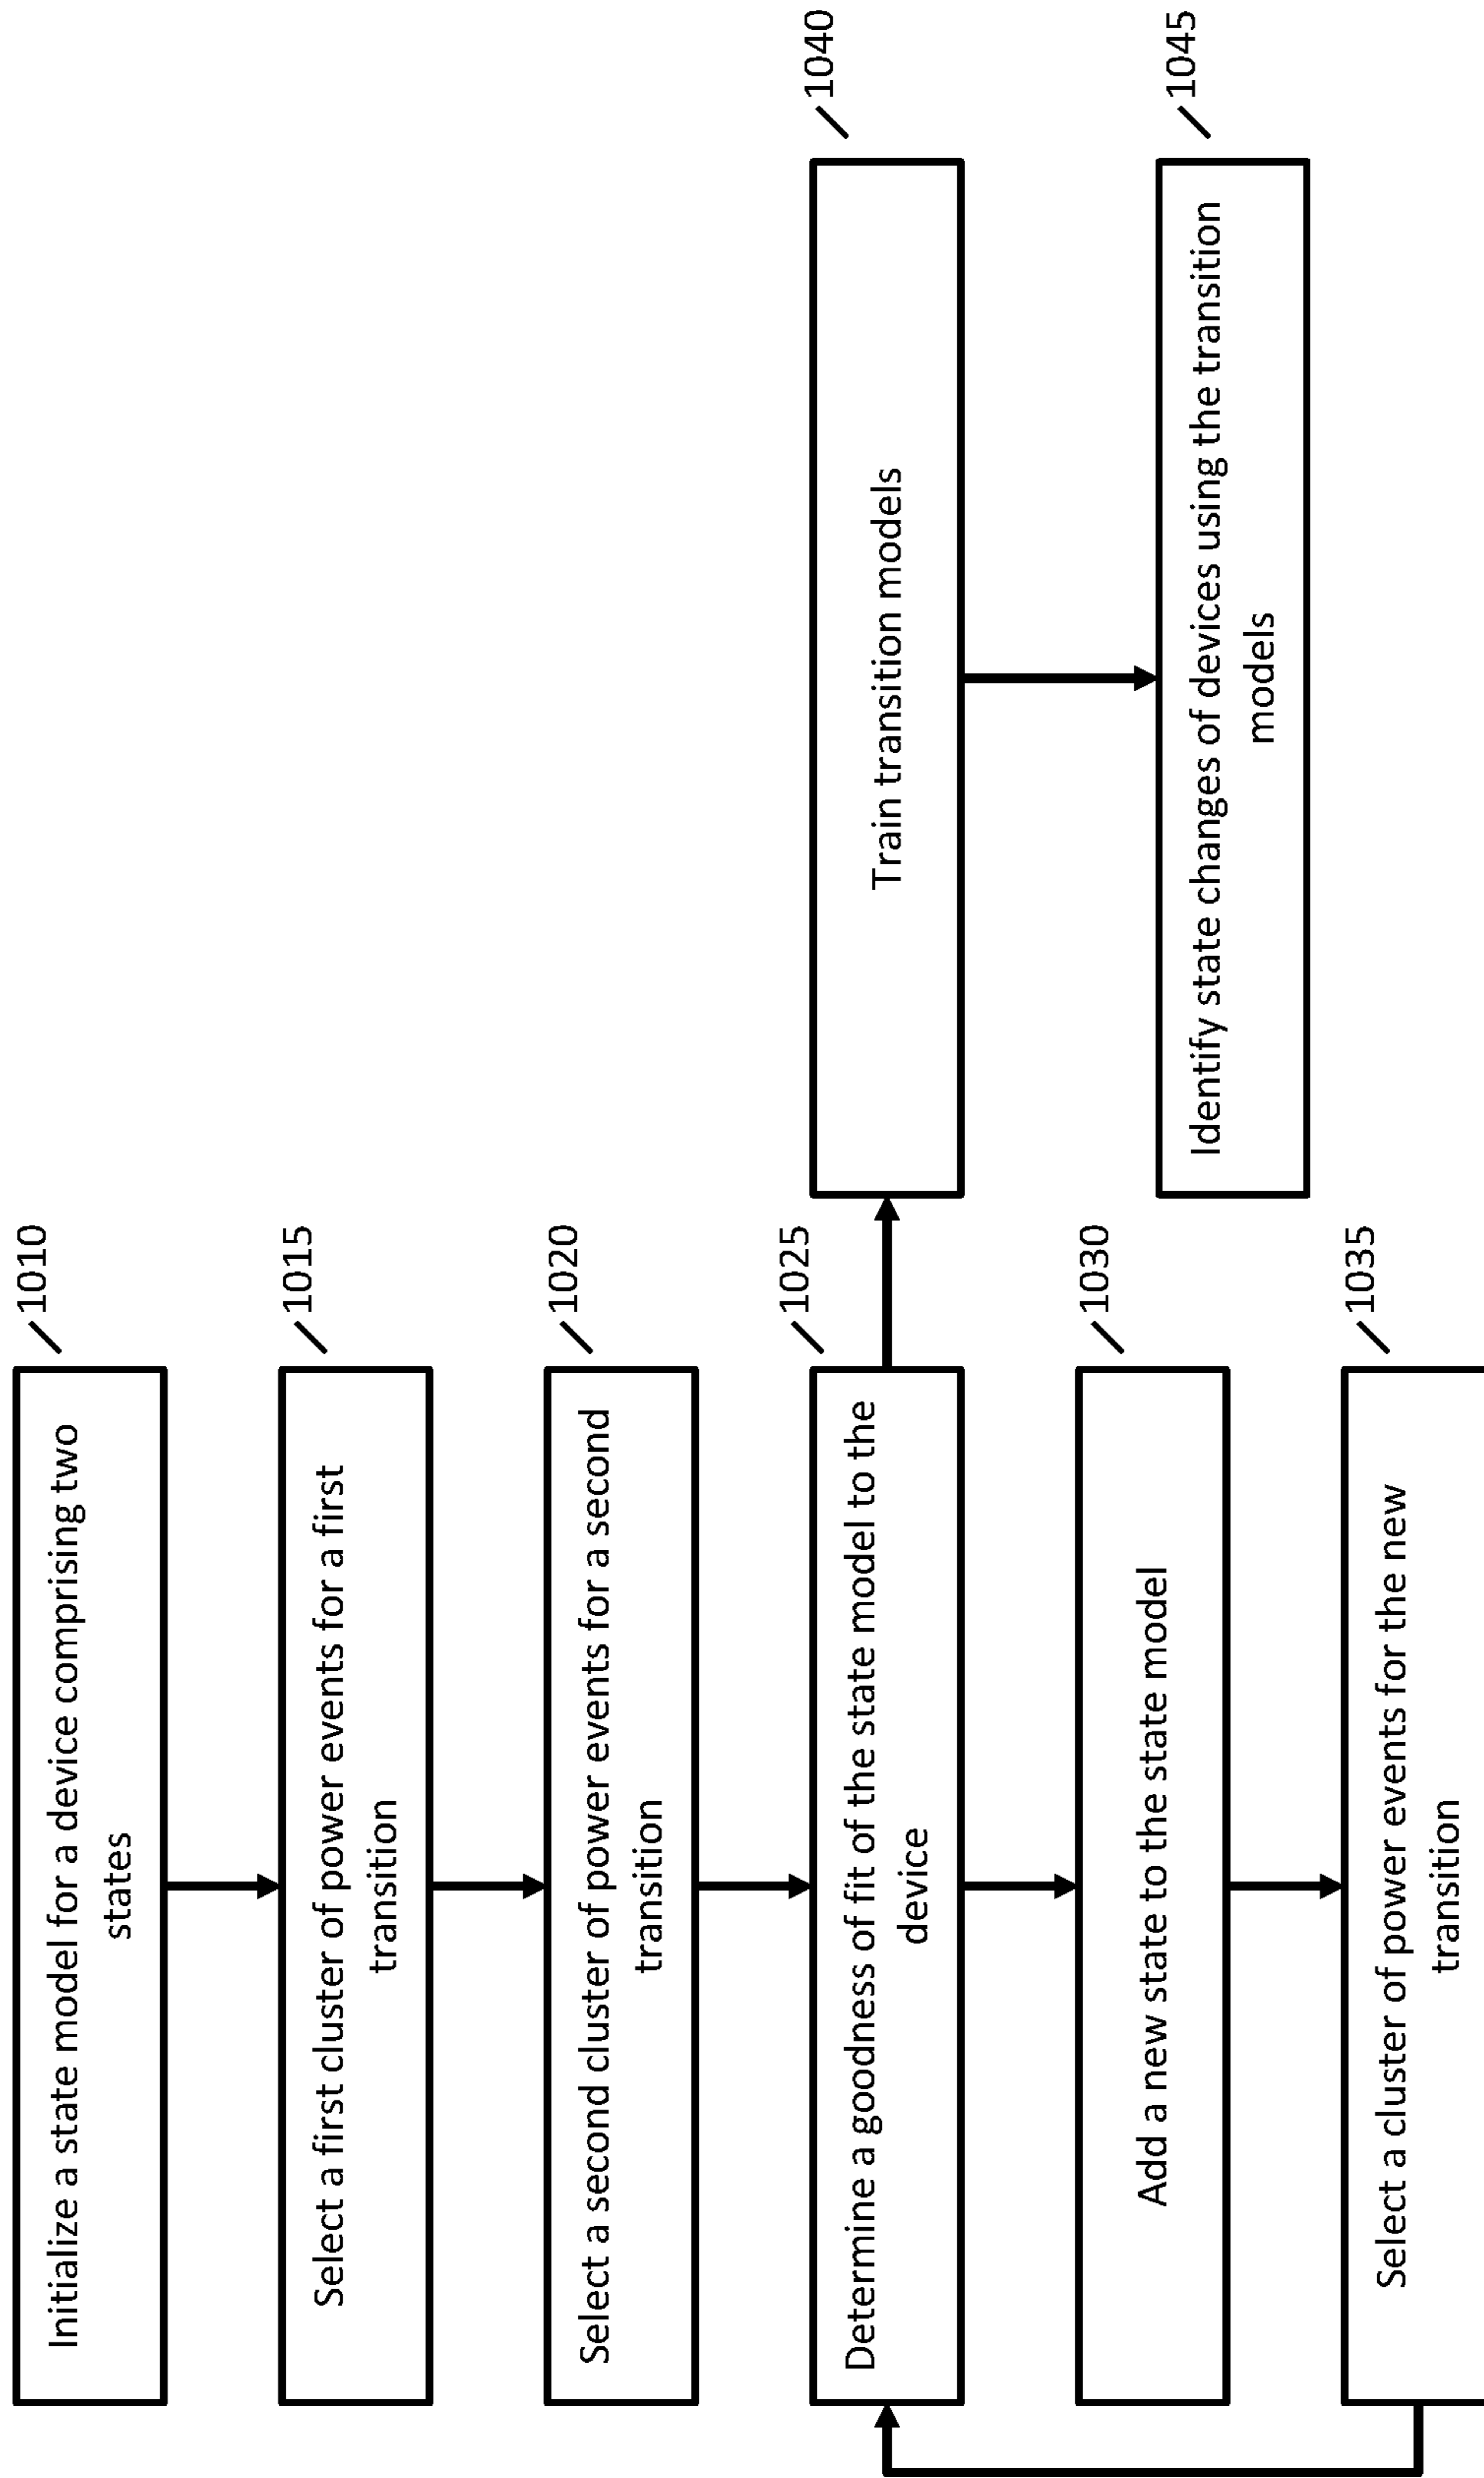 1010
Initialize a state model for a device comprising two
states
1015
Select a first cluster of power events for a first
transition
1020
Select a second cluster of power events for a second
transition
1025
Determine a goodness of fit of the state model to the
device
1030
Add a new state to the state model
1035
Select a cluster of power events for the new
transition
1040
Train transition models
1045
Identify state changes of devices using the transition
models